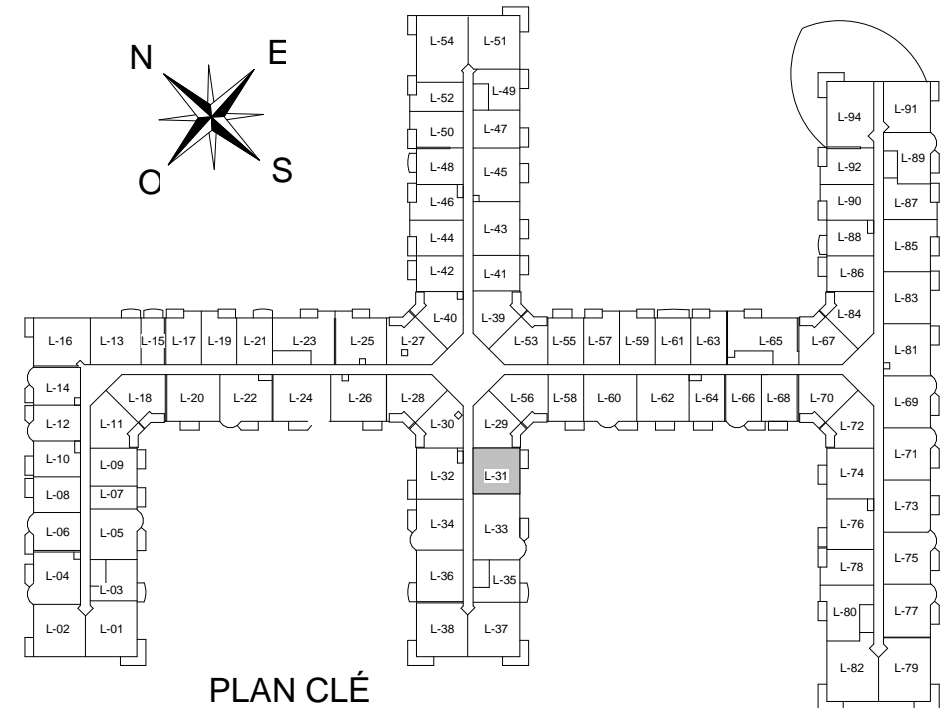 N E
O S
L-54 L-51
L-52 L-49
L-50 L-47
L-48 L-45
L-46
L-44 L-43
L-42 L-41
L-40 L-39
L-94 L-91
L-92 L-89
L-90 L-87
L-88 L-85
L-86
L-84 L-83
L-81
L-16 L-13 L-15 L-17 L-19 L-21 L-23 L-25 L-27
L-53 L-55 L-57 L-59 L-61 L-63 L-65 L-67
L-14 L-18 L-20 L-22 L-24 L-26 L-28
L-56 L-58 L-60 L-62 L-64 L-66 L-68 L-70
L-69
L-12 L-11 L-30 L-29 L-72
L-10 L-09 L-32 L-31 L-74 L-71
L-08 L-07 L-34 L-33 L-76 L-73
L-06 L-05
L-04 L-03 L-36 L-35 L-78 L-75
L-80 L-77
L-02 L-01 L-38 L-37 L-82 L-79
PLAN CLÉ